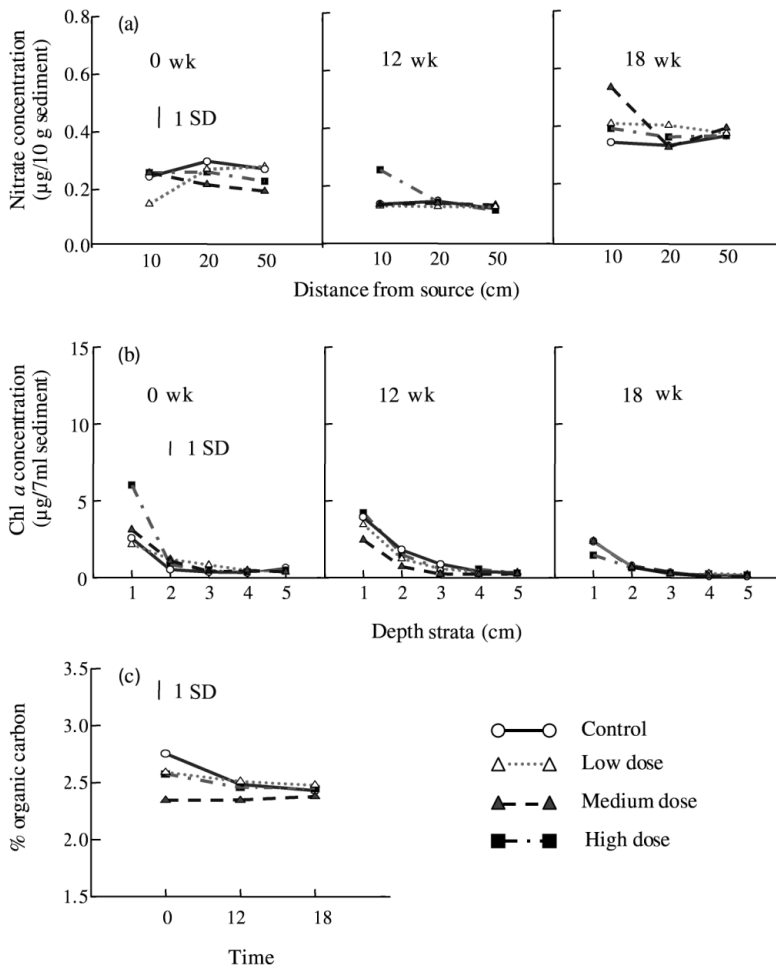 (a)
0 wk
12 wk
18 wk
1 SD
Nitrate concentration
(µg/10 g sediment)
0.8
0.6
0.4
0.2
0.0
10 20 50 10 20 50 10 20 50
Distance from source (cm)
(b)
0 wk
12 wk
18 wk
1 SD
Chl a concentration
(µg/7ml sediment)
15
10
5
0
1 2 3 4 5 1 2 3 4 5 1 2 3 4 5
Depth strata (cm)
(c)
1 SD
% organic carbon
3.5
3.0
2.5
2.0
1.5
0 12 18
Time
Control
Low dose
Medium dose
High dose